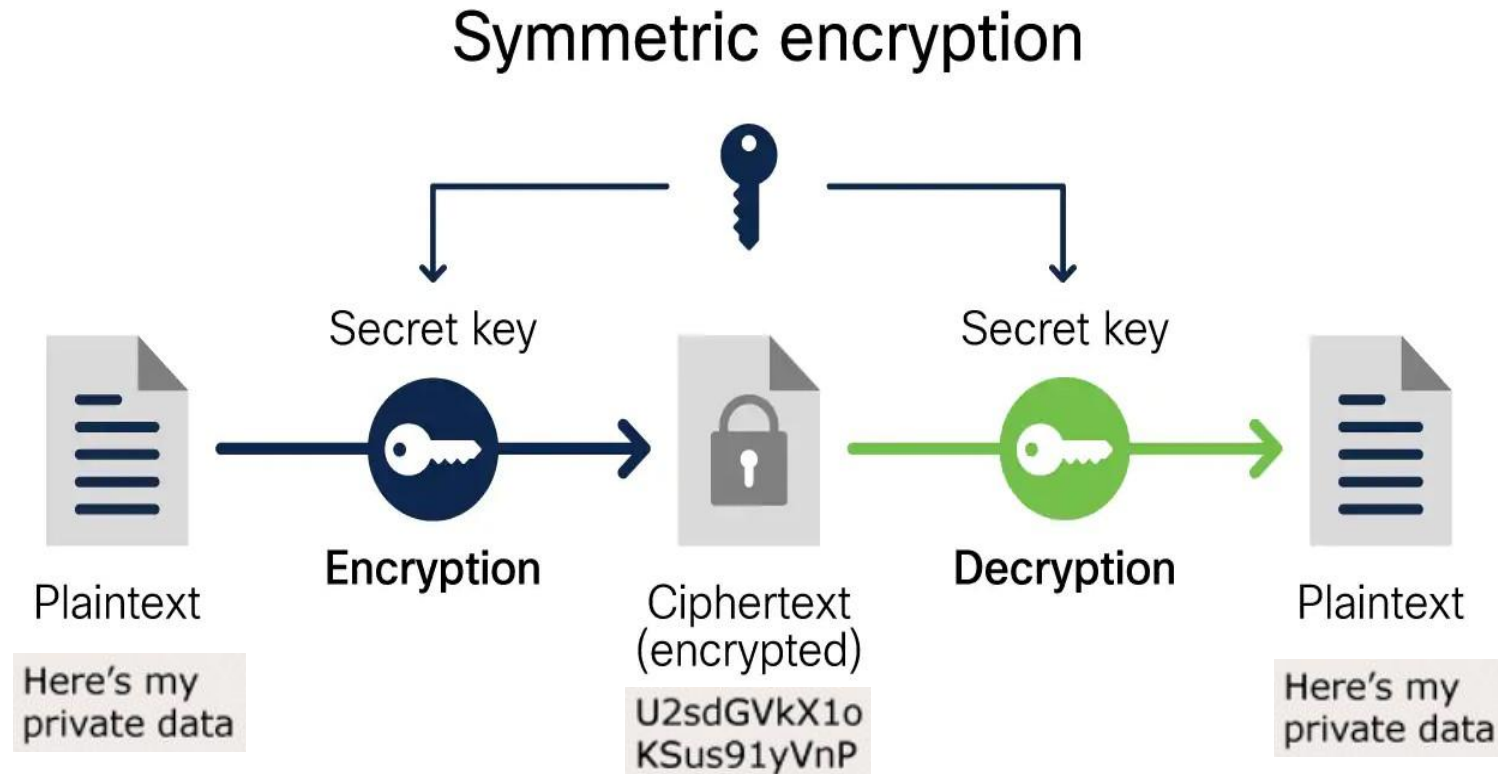 Symmetric encryption
Secret key
Secret key
Encryption
Decryption
Plaintext
Ciphertext
(encrypted)
Plaintext
Here's my
private data
U2sdGVkX1o
KSus91yVnP
Here's my
private data